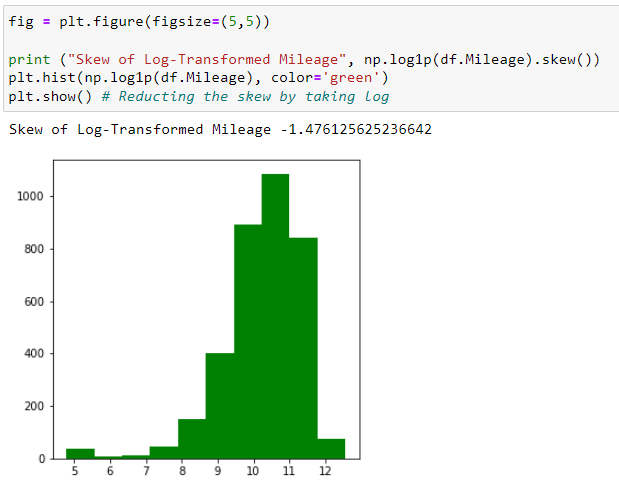 fig = plt.figure(figsize=(5,5))
print ("Skew of Log-Transformed Mileage", np.log1p(df.Mileage).skew())
plt.hist(np.log1p(df.Mileage), color='green')
plt.show() # Reducting the skew by taking log
Skew of Log-Transformed Mileage -1.476125625236642
1000
800
600
400
200
0
5 6 7 8 9 10 11 12